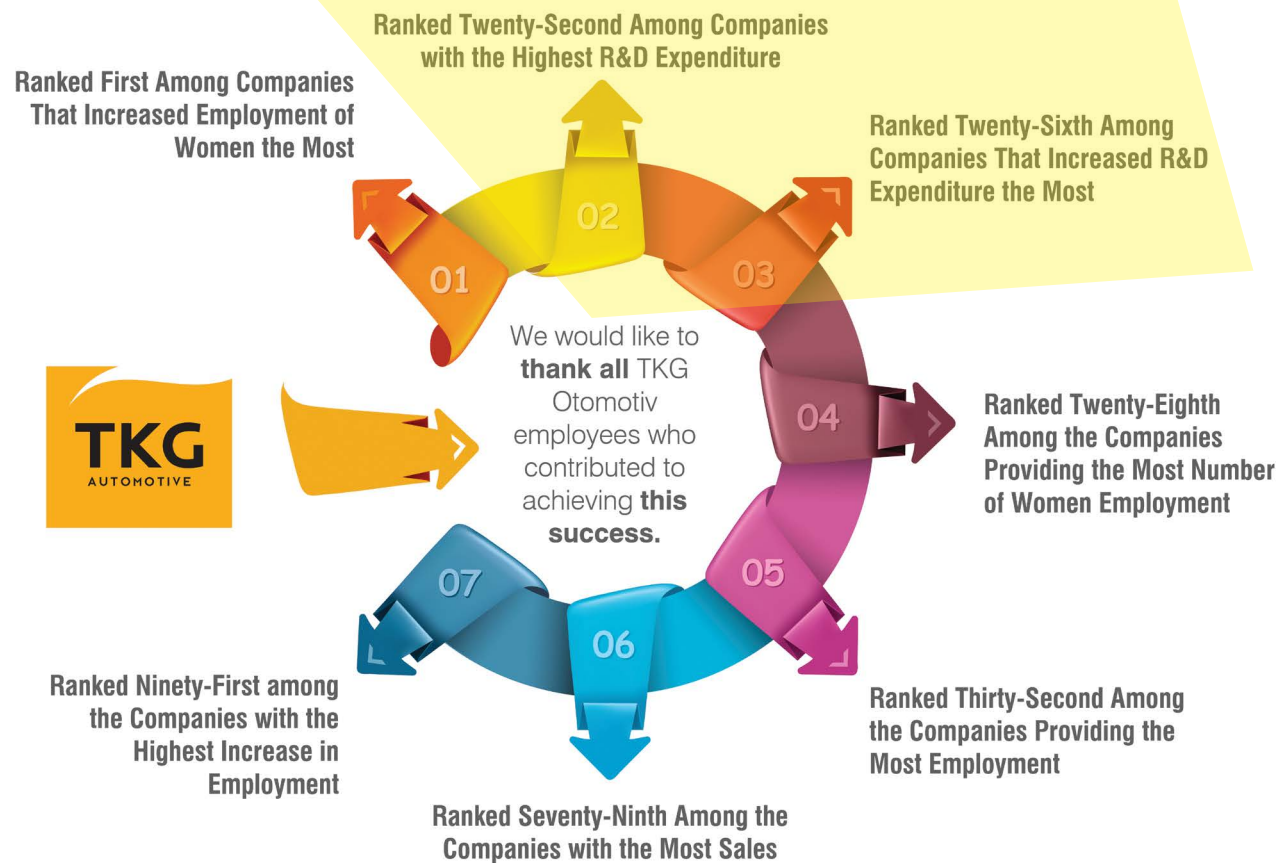 Ranked Twenty-Second Among Companies
with the Highest R&D Expenditure
Ranked First Among Companies
That Increased Employment of
Women the Most
Ranked Twenty-Sixth Among
Companies That Increased R&D
Expenditure the Most
01
02
03
We would like to
thank all TKG
Otomotiv
employees who
contributed to
achieving this
success.
TKG
AUTOMOTIVE
04
Ranked Twenty-Eighth
Among the Companies
Providing the Most Number
of Women Employment
05
06
07
Ranked Thirty-Second Among
the Companies Providing the
Most Employment
Ranked Ninety-First among
the Companies with the
Highest Increase in
Employment
Ranked Seventy-Ninth Among the
Companies with the Most Sales